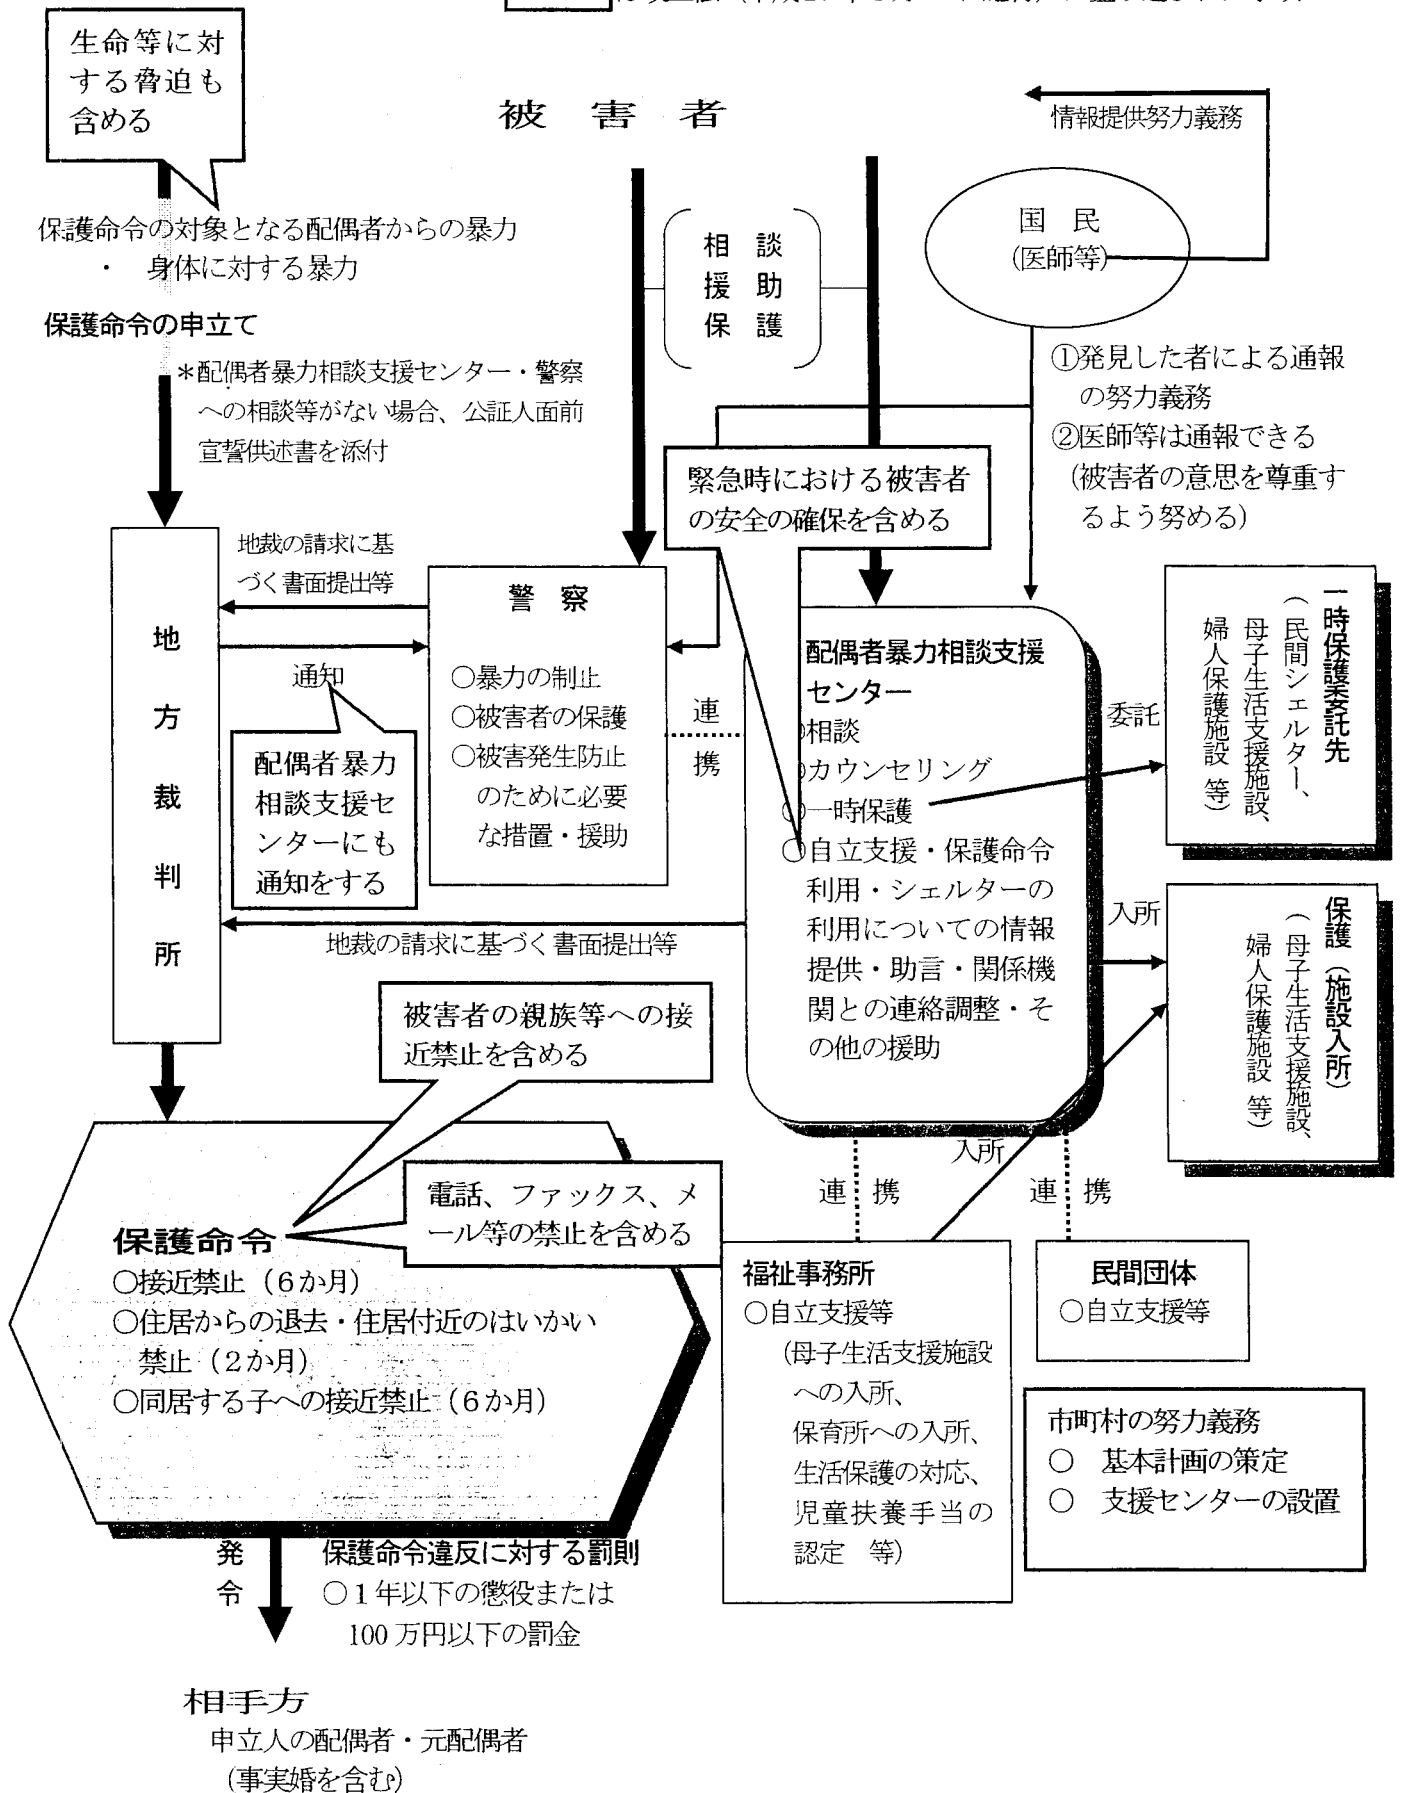 生命等に対
する脅迫も
含める
被 害 者
情報提供努力義務
国 民
(医師等)
相 談
援 助
保 護
保護命令の対象となる配偶者からの暴力
・ 身体に対する暴力
保護命令の申立て
＊配偶者暴力相談支援センター・警察
への相談等がない場合、公証人面前
宣誓供述書を添付
①発見した者による通報
の努力義務
②医師等は通報できる
（被害者の意思を尊重す
るよう努める）
緊急時における被害者
の安全の確保を含める
地裁の請求に基
づく書面提出等
通知
地方裁判所
警 察
○暴力の制止
○被害者の保護
○被害発生防止
のために必要
な措置・援助
連
携
配偶者暴力
相談支援セ
ンターにも
通知をする
配偶者暴力相談支援
センター
○相談
○カウンセリング
○一時保護
○自立支援・保護命令
利用・シェルターの
利用についての情報
提供・助言・関係機
関との連絡調整・そ
の他の援助
委託
一時保護委託先
（民間シェルター、
母子生活支援施設、
婦人保護施設 等）
入所
保護（施設入所）
（母子生活支援施設、
婦人保護施設 等）
地裁の請求に基づく書面提出等
被害者の親族等への接
近禁止を含める
電話、ファックス、メ
ール等の禁止を含める
保護命令
○接近禁止（6か月）
○住居からの退去・住居付近のはいかい
禁止（2か月）
○同居する子への接近禁止（6か月）
入所
連 携
連 携
福祉事務所
○自立支援等
（母子生活支援施設
への入所、
保育所への入所、
生活保護の対応、
児童扶養手当の
認定 等）
民間団体
○自立支援等
市町村の努力義務
○ 基本計画の策定
○ 支援センターの設置
発
令
保護命令違反に対する罰則
○1年以下の懲役または
100万円以下の罰金
相手方
申立人の配偶者・元配偶者
（事実婚を含む）